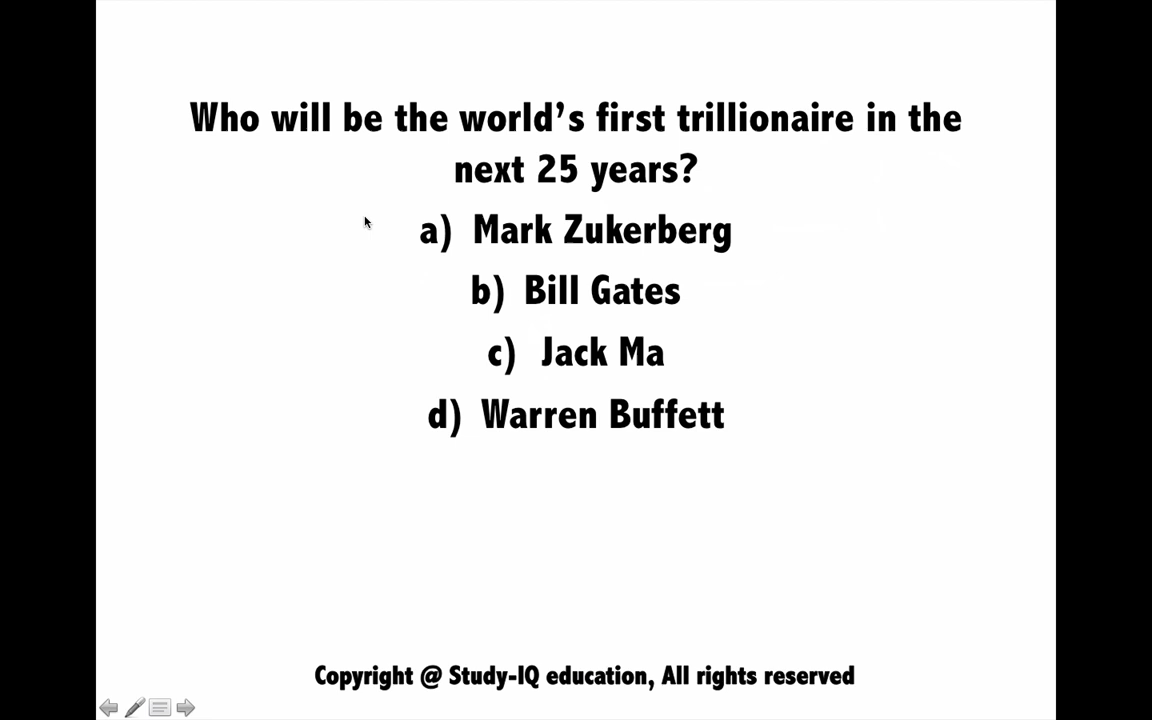 Who will be the world's first trillionaire in the
next 25 years?
a) Mark Zukerberg
b) Bill Gates
c) Jack Ma
d) Warren Buffett
Copyright @ Study-IQ education, All rights reserved